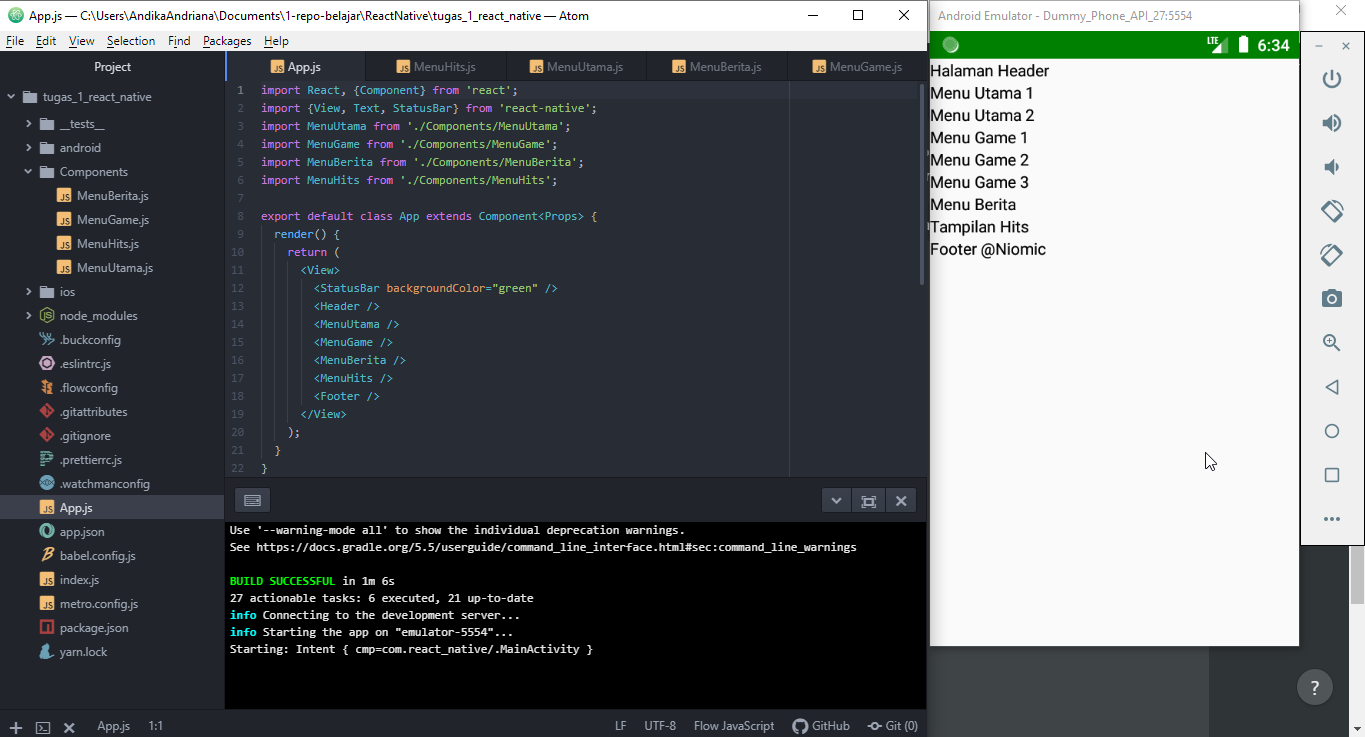 App.js — C:\Users\AndikaAndriana\Documents\1-repo-belajar\ReactNative\tugas_1_react_native — Atom
File Edit View Selection Find Packages Help
Project
tugas_1_react_native
__tests__
android
Components
MenuBerita.js
MenuGame.js
MenuHits.js
MenuUtama.js
ios
node_modules
.buckconfig
.eslintrc.js
.flowconfig
.gitattributes
.gitignore
.prettierrc.js
.watchmanconfig
App.js
app.json
babel.config.js
index.js
metro.config.js
package.json
yarn.lock
App.js MenuHits.js MenuUtama.js MenuBerita.js MenuGame.js
1 import React, {Component} from 'react';
2 import {View, Text, StatusBar} from 'react-native';
3 import MenuUtama from './Components/MenuUtama';
4 import MenuGame from './Components/MenuGame';
5 import MenuBerita from './Components/MenuBerita';
6 import MenuHits from './Components/MenuHits';
7
8 export default class App extends Component<Props> {
9 render() {
10 return (
11 <View>
12 <StatusBar backgroundColor="green" />
13 <Header />
14 <MenuUtama />
15 <MenuGame />
16 <MenuBerita />
17 <MenuHits />
18 <Footer />
19 </View>
20 );
21 }
22 }
Use '--warning-mode all' to show the individual deprecation warnings.
See https://docs.gradle.org/5.5/userguide/command_line_interface.html#sec:command_line_warnings
BUILD SUCCESSFUL in 1m 6s
27 actionable tasks: 6 executed, 21 up-to-date
info Connecting to the development server...
info Starting the app on "emulator-5554"...
Starting: Intent { cmp=com.react_native/.MainActivity }
App.js 1:1 LF UTF-8 Flow JavaScript GitHub Git (0)
Android Emulator - Dummy_Phone_API_27:5554
LTE 6:34
Halaman Header
Menu Utama 1
Menu Utama 2
Menu Game 1
Menu Game 2
Menu Game 3
Menu Berita
Tampilan Hits
Footer @Niomic
?